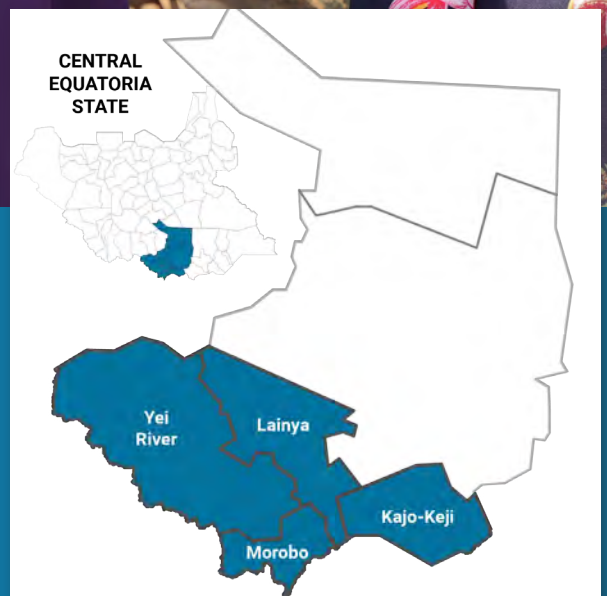 CENTRAL
EQUATORIA
STATE
Yei
River
Lainya
Kajo-Keji
Morobo